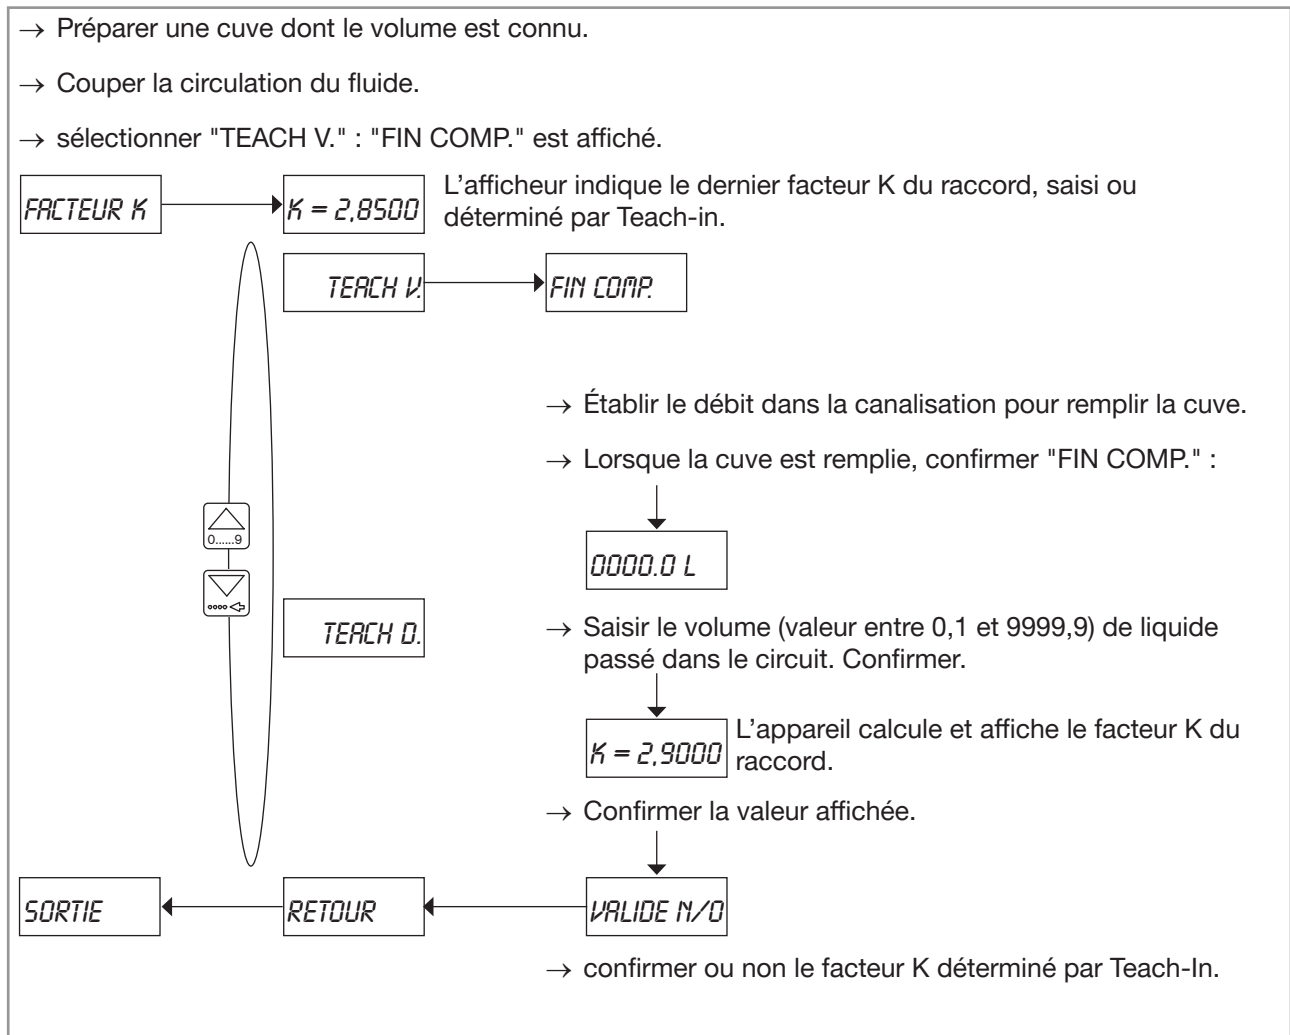 → Préparer une cuve dont le volume est connu.
→ Couper la circulation du fluide.
→ sélectionner "TEACH V." : "FIN COMP." est affiché.
FACTEUR K
K = 2,8500
L'afficheur indique le dernier facteur K du raccord, saisi ou
déterminé par Teach-in.
TEACH V.
FIN COMP.
→ Établir le débit dans la canalisation pour remplir la cuve.
→ Lorsque la cuve est remplie, confirmer "FIN COMP." :
0......9
0000.0 L
TEACH D.
→ Saisir le volume (valeur entre 0,1 et 9999,9) de liquide
passé dans le circuit. Confirmer.
K = 2,9000
L'appareil calcule et affiche le facteur K du
raccord.
→ Confirmer la valeur affichée.
SORTIE
RETOUR
VALIDE N/O
→ confirmer ou non le facteur K déterminé par Teach-In.